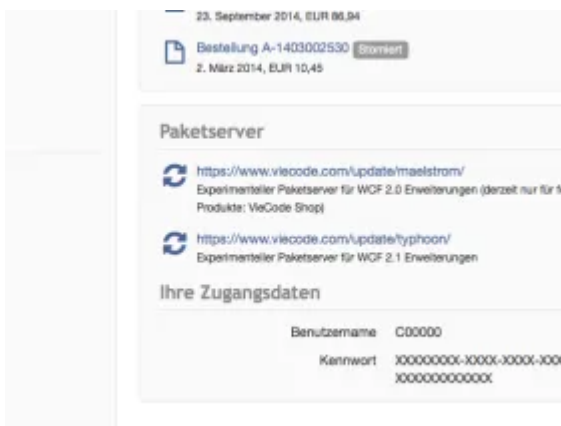 23. September 2014, EUR 86,94
Bestellung A-1403002530 Storniert
2. März 2014, EUR 10,45
Paketserver
https://www.viecode.com/update/maelstrom/
Experimenteller Paketserver für WCF 2.0 Erweiterungen (derzeit nur für
Produkte: VieCode Shop)
https://www.viecode.com/update/typhoon/
Experimenteller Paketserver für WCF 2.1 Erweiterungen
Ihre Zugangsdaten
Benutzername C00000
Kennwort XXXXXXXX-XXXX-XXXX-XXX
XXXXXXXXXXXX